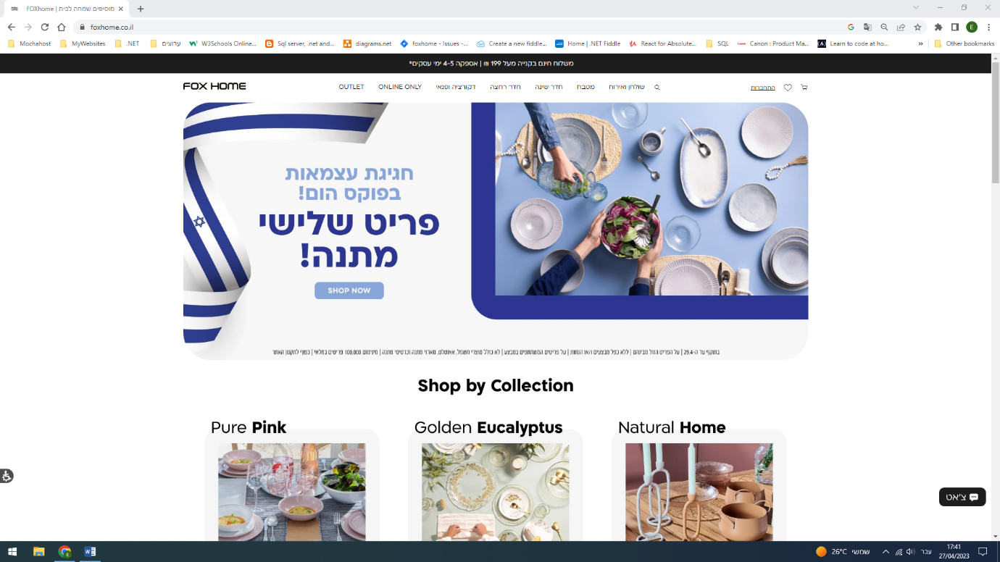 FOXhome | מוסיפים שמחה לבית
foxhome.co.il
Mochahost
MyWebsites
.NET
ערוצים
W3Schools Online...
Sql server, .net and...
diagrams.net
foxhome - Issues -...
Create a new fiddle...
Home | .NET Fiddle
React for Absolute...
SQL
Canon : Product Ma...
Learn to code at ho...
»
Other bookmarks
משלוח חינם בקנייה מעל 199 ₪ | אספקה 4-5 ימי עסקים*
FOX HOME
OUTLET
ONLINE ONLY
דקורציה ופנאי
חדר רחצה
חדר שינה
מטבח
שולחן ואירוח
התחברות
חגיגת עצמאות
בפוקס הום!
פריט שלישי
מתנה!
SHOP NOW
בתוקף עד ה-29.4 | על הפריט הזול מבינהם | ללא כפל מבצעים ו/או הנחות | על פריטים המשתתפים במבצע | לא כולל מוצרי חשמל, אאוטלט, מארזי מתנה וכרטיסי מתנה | מינימום 100,000 פריטים במלאי | כפוף לתקנון האתר
Shop by Collection
Pure Pink
Golden Eucalyptus
Natural Home
צ'אט
26°C שמשי
עבר
17:41
27/04/2023